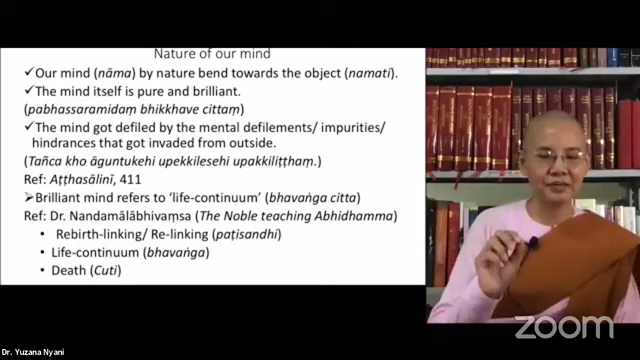 Nature of our mind
✓Our mind (nāma) by nature bend towards the object (namati).
✓The mind itself is pure and brilliant.
(pabhassaramidaṃ bhikkhave cittaṃ)
✓The mind got defiled by the mental defilements/ impurities/
hindrances that got invaded from outside.
(Tañca kho āguntukehi upekkilesehi upakkiliṭṭhaṃ.)
Ref: Aṭṭhasālinī, 411
➢Brilliant mind refers to ‘life-continuum’ (bhavaṅga citta)
Ref: Dr. Nandamālābhivaṃsa (The Noble teaching Abhidhamma)
• Rebirth-linking/ Re-linking (paṭisandhi)
• Life-continuum (bhavaṅga)
• Death (Cuti)
zoom
Dr. Yuzana Nyani